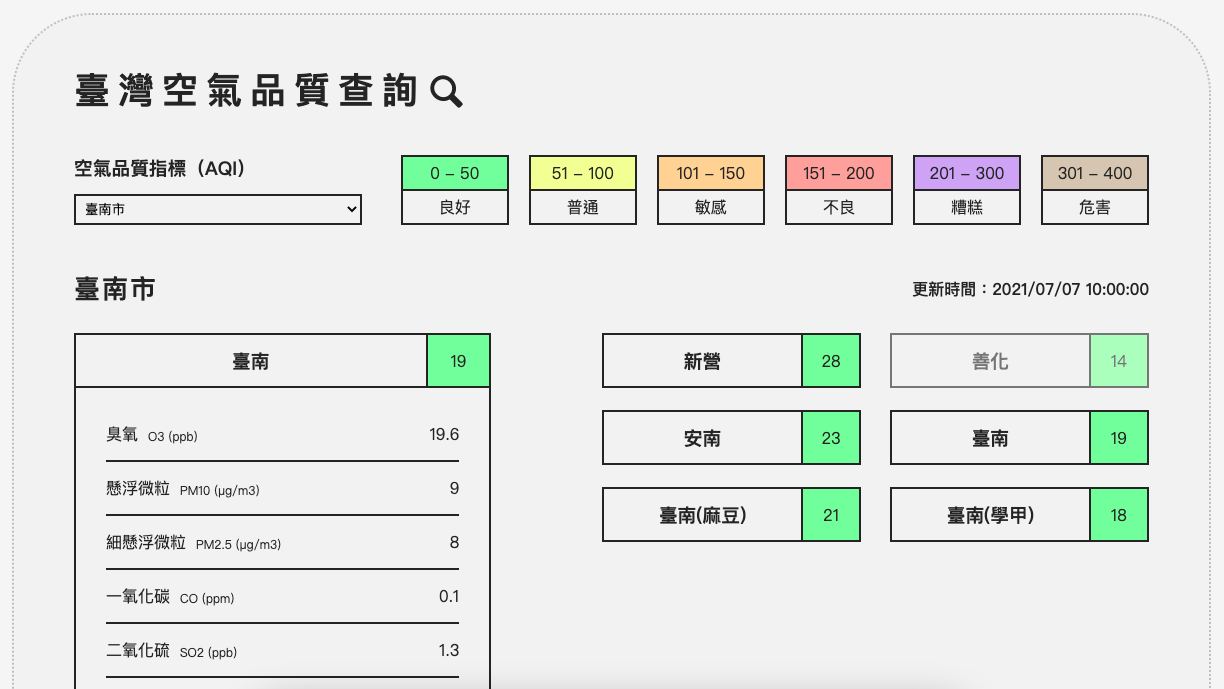 臺灣空氣品質查詢
空氣品質指標（AQI）
臺南市
0 – 50
良好
51 – 100
普通
101 – 150
敏感
151 – 200
不良
201 – 300
糟糕
301 – 400
危害
臺南市
更新時間：2021/07/07 10:00:00
臺南 19
臭氧 O3 (ppb) 19.6
懸浮微粒 PM10 (μg/m3) 9
細懸浮微粒 PM2.5 (μg/m3) 8
一氧化碳 CO (ppm) 0.1
二氧化硫 SO2 (ppb) 1.3
新營 28
善化 14
安南 23
臺南 19
臺南(麻豆) 21
臺南(學甲) 18